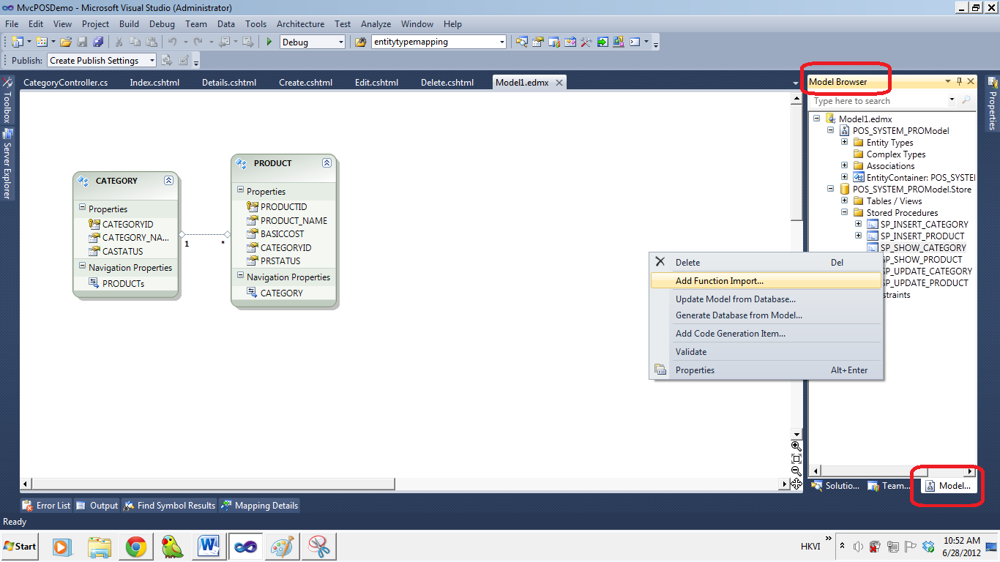 MvcPOSDemo - Microsoft Visual Studio (Administrator)
File Edit View Project Build Debug Team Data Tools Architecture Test Analyze Window Help
Debug entitytypemapping
Publish: Create Publish Settings
CategoryController.cs Index.cshtml Details.cshtml Create.cshtml Edit.cshtml Delete.cshtml Model1.edmx
Toolbox
Server Explorer
CATEGORY
Properties
CATEGORYID
CATEGORY_NA...
CASTATUS
Navigation Properties
PRODUCTs
1
*
PRODUCT
Properties
PRODUCTID
PRODUCT_NAME
BASICCOST
CATEGORYID
PRSTATUS
Navigation Properties
CATEGORY
Delete Del
Add Function Import...
Update Model from Database...
Generate Database from Model...
Add Code Generation Item...
Validate
Properties Alt+Enter
Model Browser
Type here to search
Model1.edmx
POS_SYSTEM_PROModel
Entity Types
Complex Types
Associations
EntityContainer: POS_SYSTEI
POS_SYSTEM_PROModel.Store
Tables / Views
Stored Procedures
SP_INSERT_CATEGORY
SP_INSERT_PRODUCT
SP_SHOW_CATEGORY
SP_SHOW_PRODUCT
SP_UPDATE_CATEGORY
SP_UPDATE_PRODUCT
straints
Properties
Solutio... Team... Model...
Error List Output Find Symbol Results Mapping Details
Ready
Start
HKVI
10:52 AM
6/28/2012